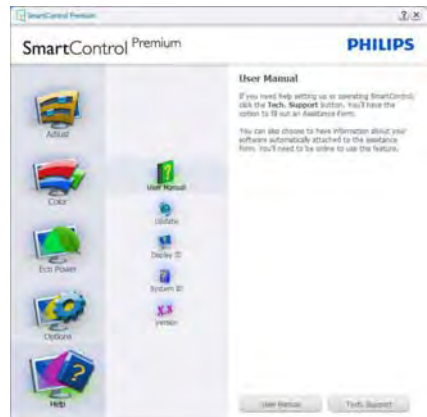 SmartControl Premium
SmartControl Premium
PHILIPS
Adjust
Color
Eco Power
Options
Help
User Manual
Update
Display ID
System ID
Version
User Manual
If you need help setting up or operating SmartControl,
click the Tech. Support button. You'll have the
option to fill out an Assistance Form.
You can also choose to have information about your
software automatically attached to the assistance
form. You'll need to be online to use this feature.
User Manual
Tech. Support